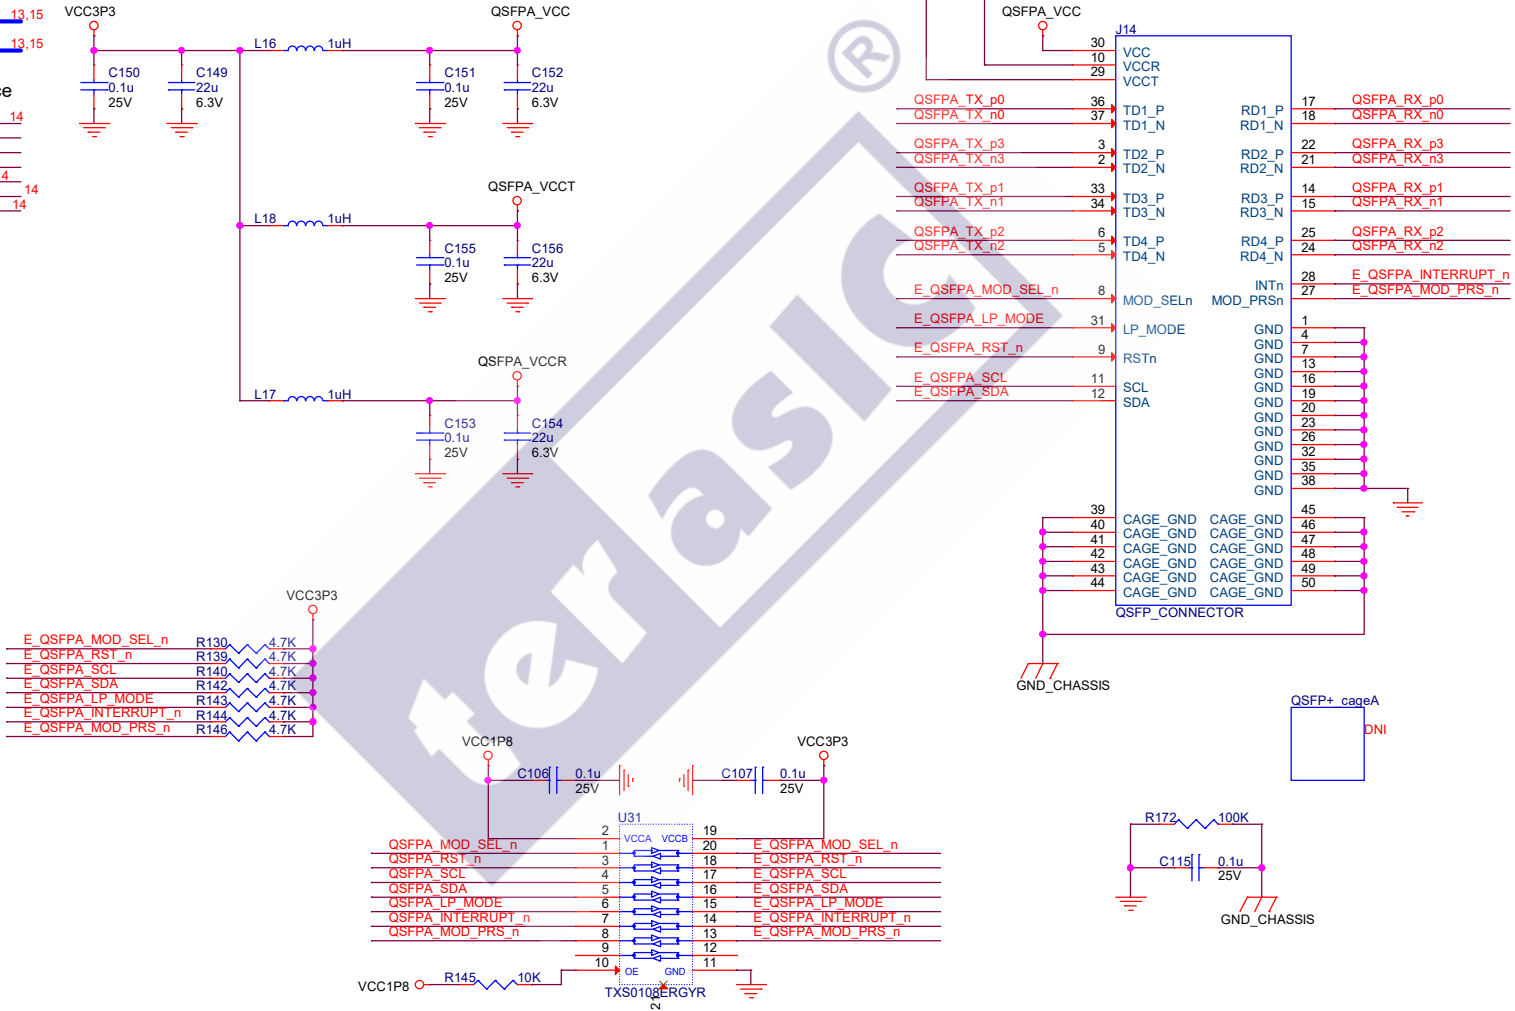 13,15
VCC3P3
QSFPA_VCC
13,15
L16
1uH
C150
0.1u
25V
C149
22u
6.3V
C151
0.1u
25V
C152
22u
6.3V
ce
14
4
14
14
QSFPA_VCCT
L18
1uH
C155
0.1u
25V
C156
22u
6.3V
QSFPA_VCCR
L17
1uH
C153
0.1u
25V
C154
22u
6.3V
QSFPA_VCC
J14
30
VCC
10
VCCR
29
VCCT
QSFPA_TX_p0
36
TD1_P
QSFPA_TX_n0
37
TD1_N
QSFPA_TX_p3
3
TD2_P
QSFPA_TX_n3
2
TD2_N
QSFPA_TX_p1
33
TD3_P
QSFPA_TX_n1
34
TD3_N
QSFPA_TX_p2
6
TD4_P
QSFPA_TX_n2
5
TD4_N
E_QSFPA_MOD_SEL_n
8
MOD_SELn
E_QSFPA_LP_MODE
31
LP_MODE
E_QSFPA_RST_n
9
RSTn
E_QSFPA_SCL
11
SCL
E_QSFPA_SDA
12
SDA
RD1_P
17
QSFPA_RX_p0
RD1_N
18
QSFPA_RX_n0
RD2_P
22
QSFPA_RX_p3
RD2_N
21
QSFPA_RX_n3
RD3_P
14
QSFPA_RX_p1
RD3_N
15
QSFPA_RX_n1
RD4_P
25
QSFPA_RX_p2
RD4_N
24
QSFPA_RX_n2
INTn
28
E_QSFPA_INTERRUPT_n
MOD_PRSn
27
E_QSFPA_MOD_PRS_n
GND
1
GND
4
GND
7
GND
13
GND
16
GND
19
GND
20
GND
23
GND
26
GND
32
GND
35
GND
38
39
CAGE_GND
CAGE_GND
45
40
CAGE_GND
CAGE_GND
46
41
CAGE_GND
CAGE_GND
47
42
CAGE_GND
CAGE_GND
48
43
CAGE_GND
CAGE_GND
49
44
CAGE_GND
CAGE_GND
50
QSFP_CONNECTOR
GND_CHASSIS
QSFP+_cageA
DNI
VCC3P3
E_QSFPA_MOD_SEL_n
R130
4.7K
E_QSFPA_RST_n
R139
4.7K
E_QSFPA_SCL
R140
4.7K
E_QSFPA_SDA
R142
4.7K
E_QSFPA_LP_MODE
R143
4.7K
E_QSFPA_INTERRUPT_n
R144
4.7K
E_QSFPA_MOD_PRS_n
R146
4.7K
VCC1P8
VCC3P3
C106
0.1u
25V
C107
0.1u
25V
U31
2
VCCA
VCCB
19
QSFPA_MOD_SEL_n
1
20
E_QSFPA_MOD_SEL_n
QSFPA_RST_n
3
18
E_QSFPA_RST_n
QSFPA_SCL
4
17
E_QSFPA_SCL
QSFPA_SDA
5
16
E_QSFPA_SDA
QSFPA_LP_MODE
6
15
E_QSFPA_LP_MODE
QSFPA_INTERRUPT_n
7
14
E_QSFPA_INTERRUPT_n
QSFPA_MOD_PRS_n
8
13
E_QSFPA_MOD_PRS_n
9
12
10
OE
GND
11
VCC1P8
R145
10K
TXS0108ERGYR
21
R172
100K
C115
0.1u
25V
GND_CHASSIS
terasic
®